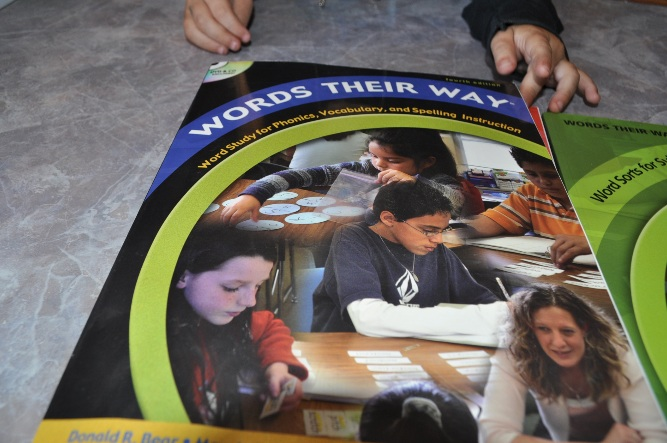 fourth edition
WORDS THEIR WAY
Word Study for Phonics, Vocabulary, and Spelling Instruction
Donald R. Bear
WORDS THEIR WA
Word Sorts for